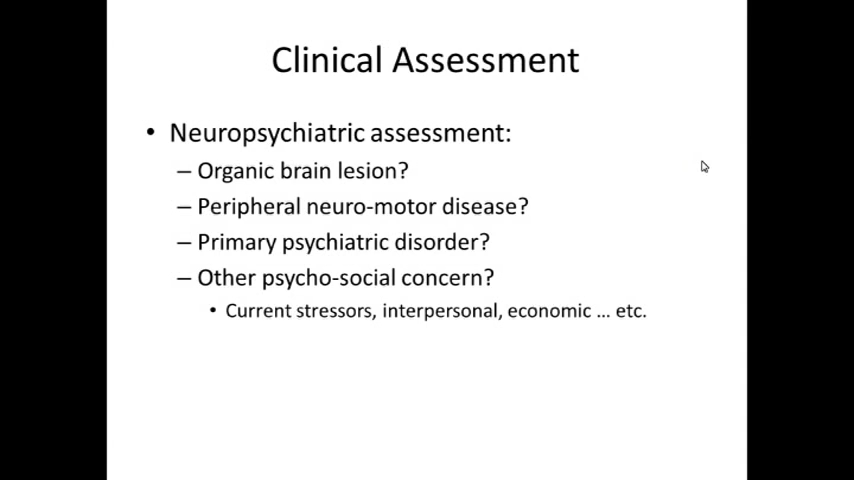 Clinical Assessment
• Neuropsychiatric assessment:
– Organic brain lesion?
– Peripheral neuro-motor disease?
– Primary psychiatric disorder?
– Other psycho-social concern?
• Current stressors, interpersonal, economic ... etc.